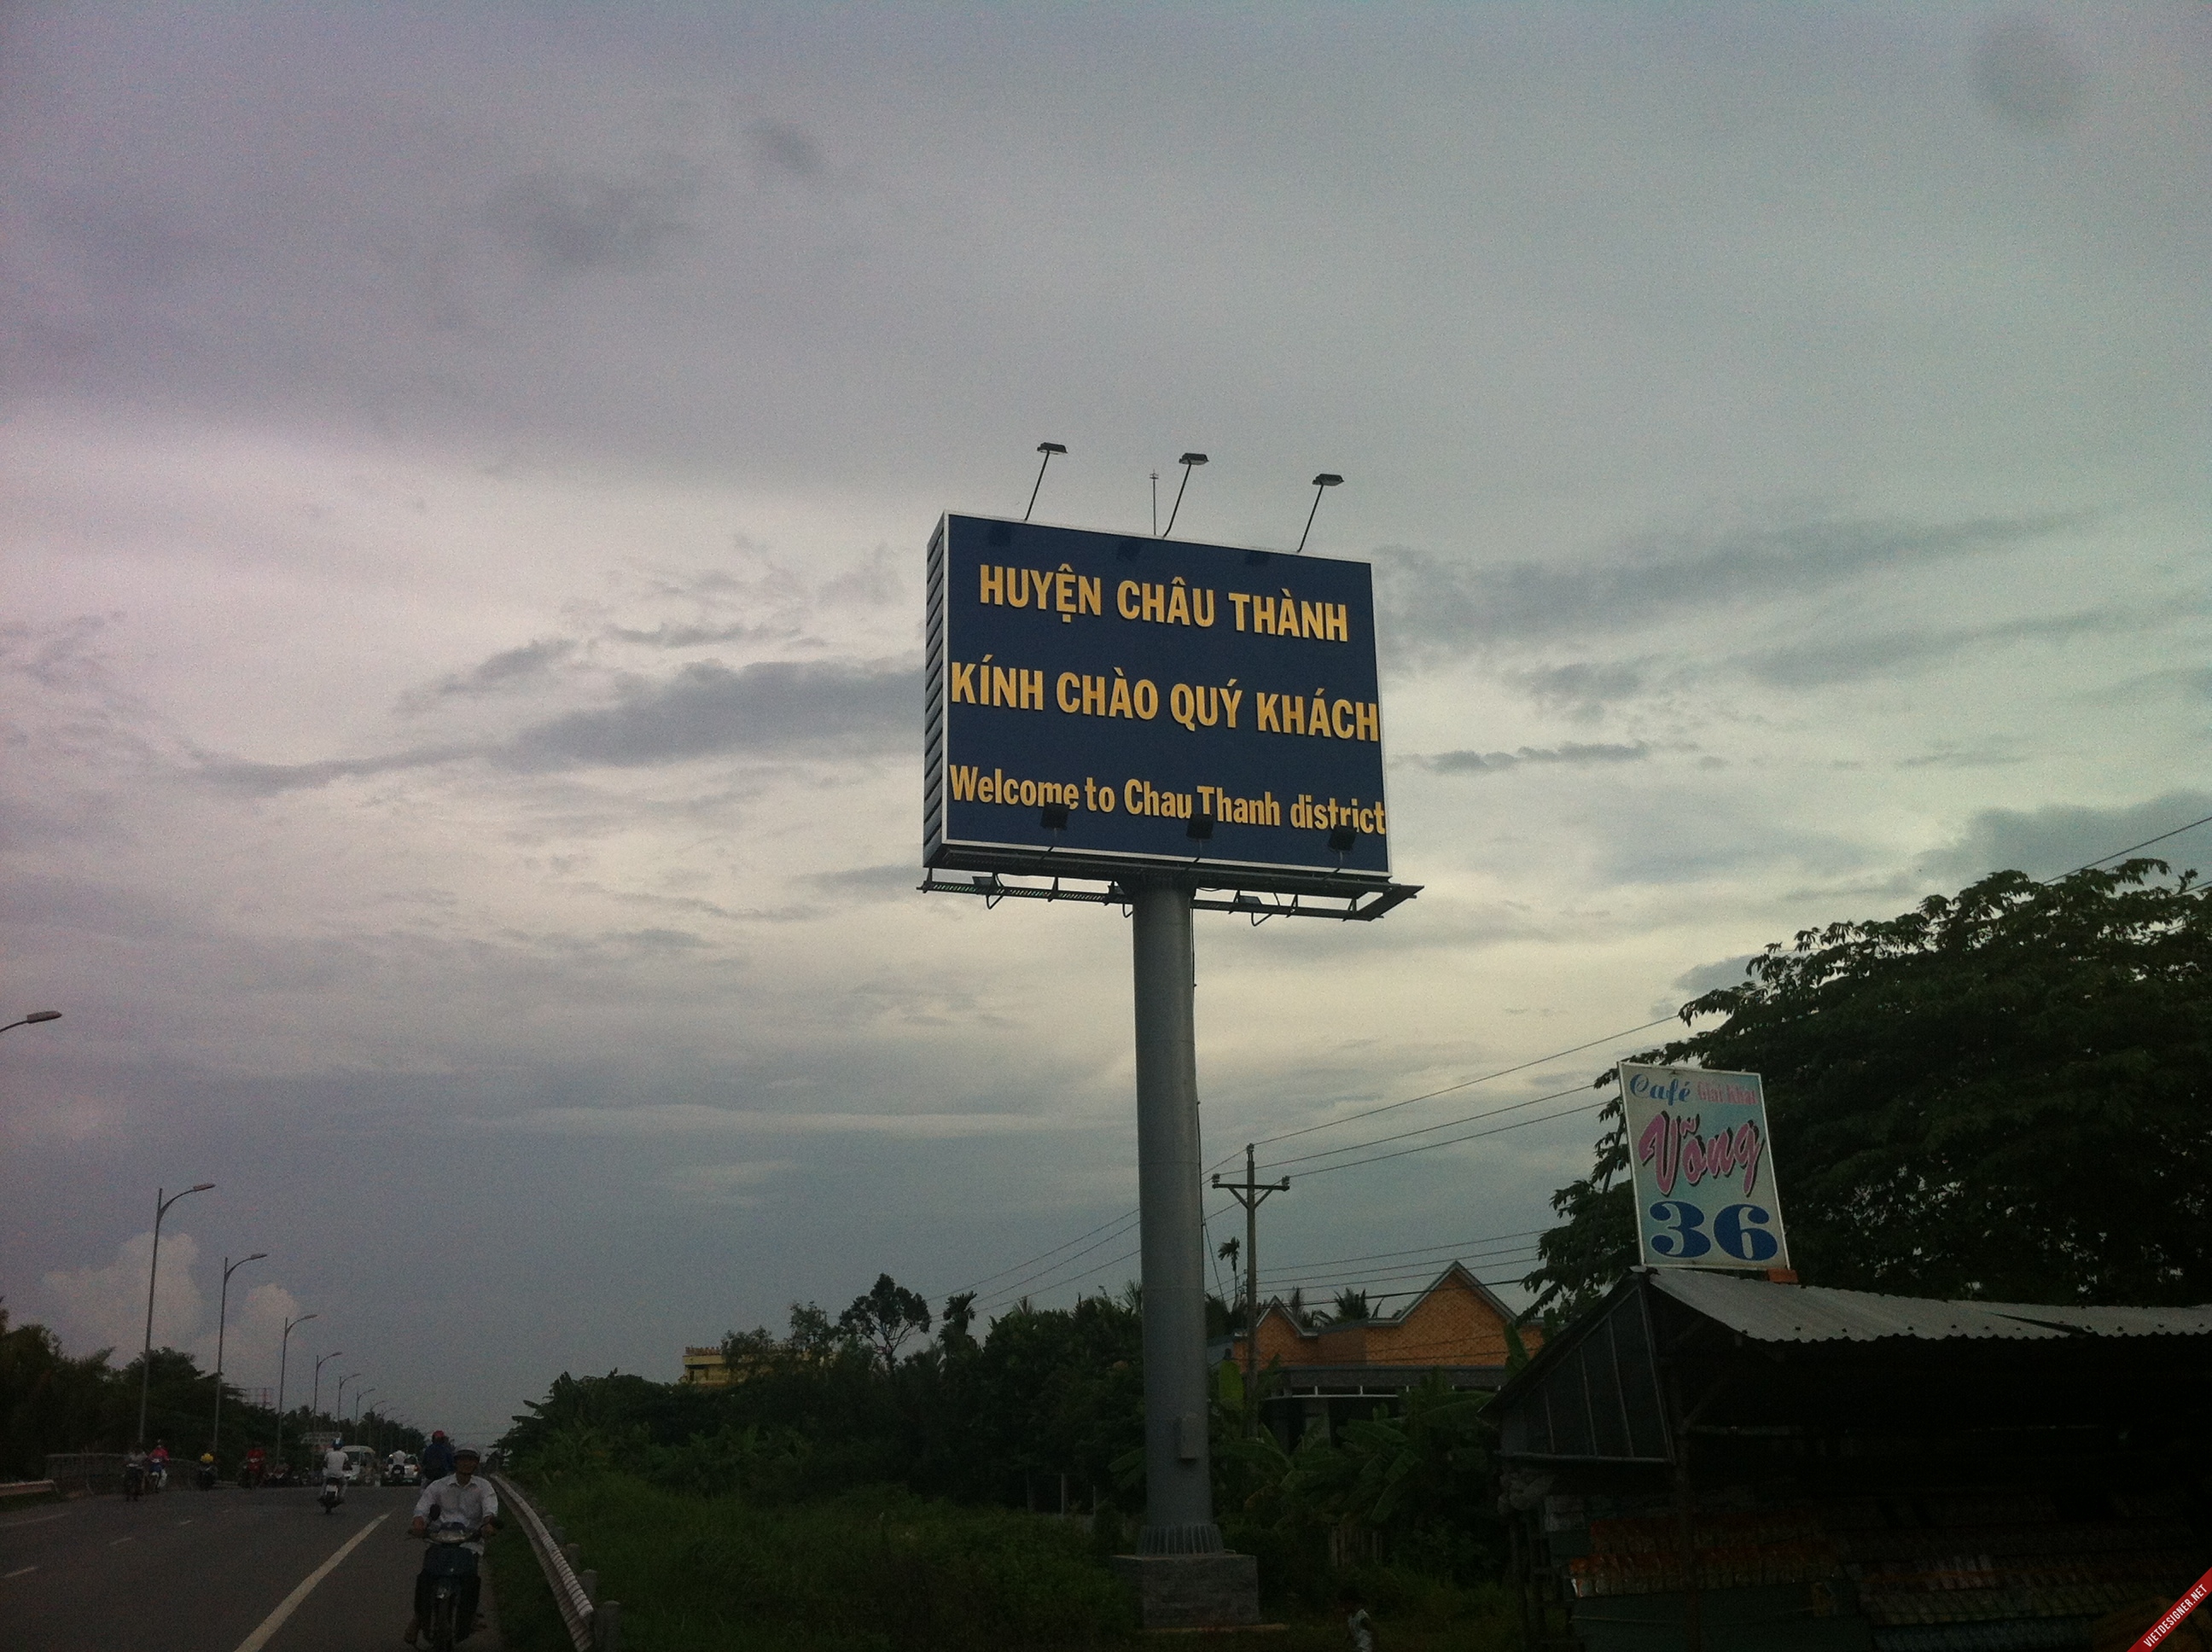 HUYỆN CHÂU THÀNH
KÍNH CHÀO QUÝ KHÁCH
Welcome to Chau Thanh district
Café Giải Khát
Võng
36
VIETDESIGNER.NET